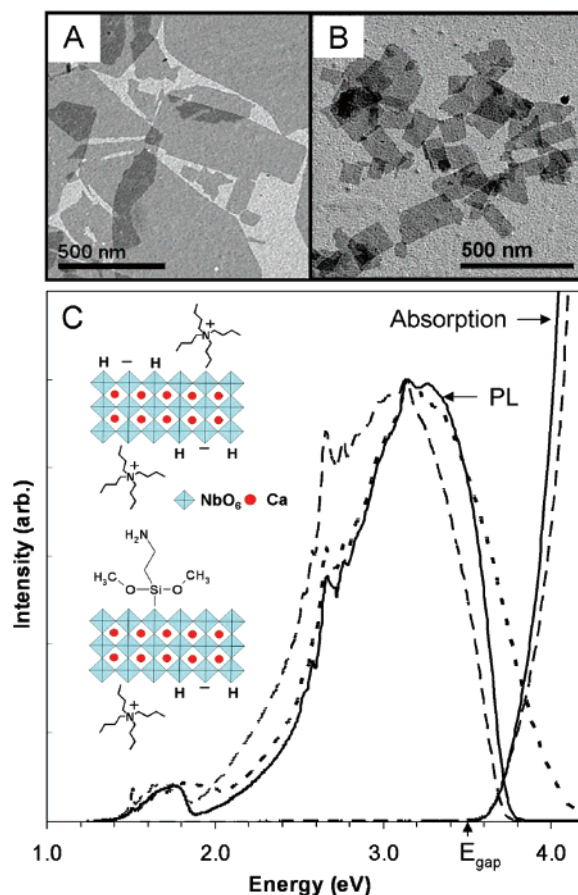 A
B
500 nm
500 nm
C
Absorption
PL
N
+
H – H
H – H
+
N
NbO6 Ca
H2N
H3C
CH3
O Si O
H – H
+
N
Intensity (arb.)
1.0 2.0 3.0 4.0
Egap
Energy (eV)